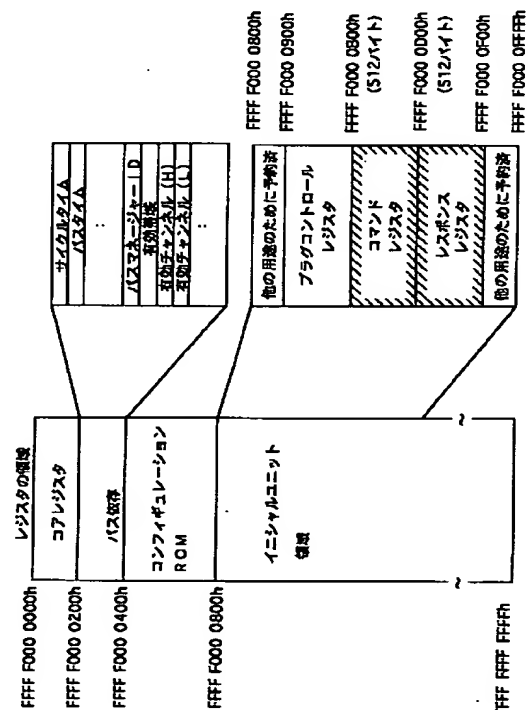 レジスタの領域
FFFF F000 0000h
コアレジスタ
FFFF F000 0200h
バス依存
FFFF F000 0400h
コンフィギュレーション
ROM
FFFF F000 0800h
イニシャルユニット
領域
FFFF FFFF FFFFh
サイクルタイム
バスタイム
:
バスマネージャーID
有効帯域
有効チャンネル (H)
有効チャンネル (L)
:
他の用途のために予約済
プラグコントロール
レジスタ
コマンド
レジスタ
レスポンス
レジスタ
他の用途のために予約済
FFFF F000 0800h
FFFF F000 0900h
FFFF F000 0B00h
(512バイト)
FFFF F000 0D00h
(512バイト)
FFFF F000 0F00h
FFFF F000 0FFFh